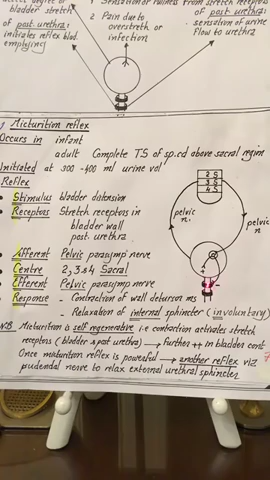 bladder stretch
of post urethra:
initiates reflex blad.
emptying
2 Pain due to
overstretch or
infection
from stretch receptors
of post urethra:
sensation of urine
flow to urethra
Micturition reflex
Occurs in infant
adult Complete TS of sp.cd above sacral region
Initiated at 300-400 ml urine vol
Reflex
• Stimulus bladder distension
• Receptors Stretch receptors in
bladder wall
post urethra
• Afferent Pelvic parasymp nerve
• Centre 2,3&4 Sacral
• Efferent Pelvic parasymp nerve
• Response - Contraction of wall detursor ms
- Relaxation of internal sphincter (involuntary)
2 S
3 S
4 S
pelvic
n.
pelvic
n
+
-
NB Micturition is self regenerative i.e contraction activates stretch
receptors (bladder & post urethra) → further ++ in bladder cont
Once maturition reflex is powerful → another reflex viz
pudendal nerve to relax external urethral sphincter